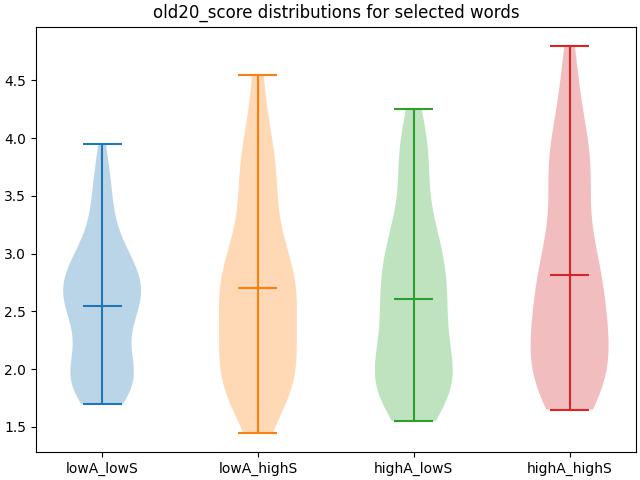 old20_score distributions for selected words
4.5
4.0
3.5
3.0
2.5
2.0
1.5
lowA_lowS
lowA_highS
highA_lowS
highA_highS